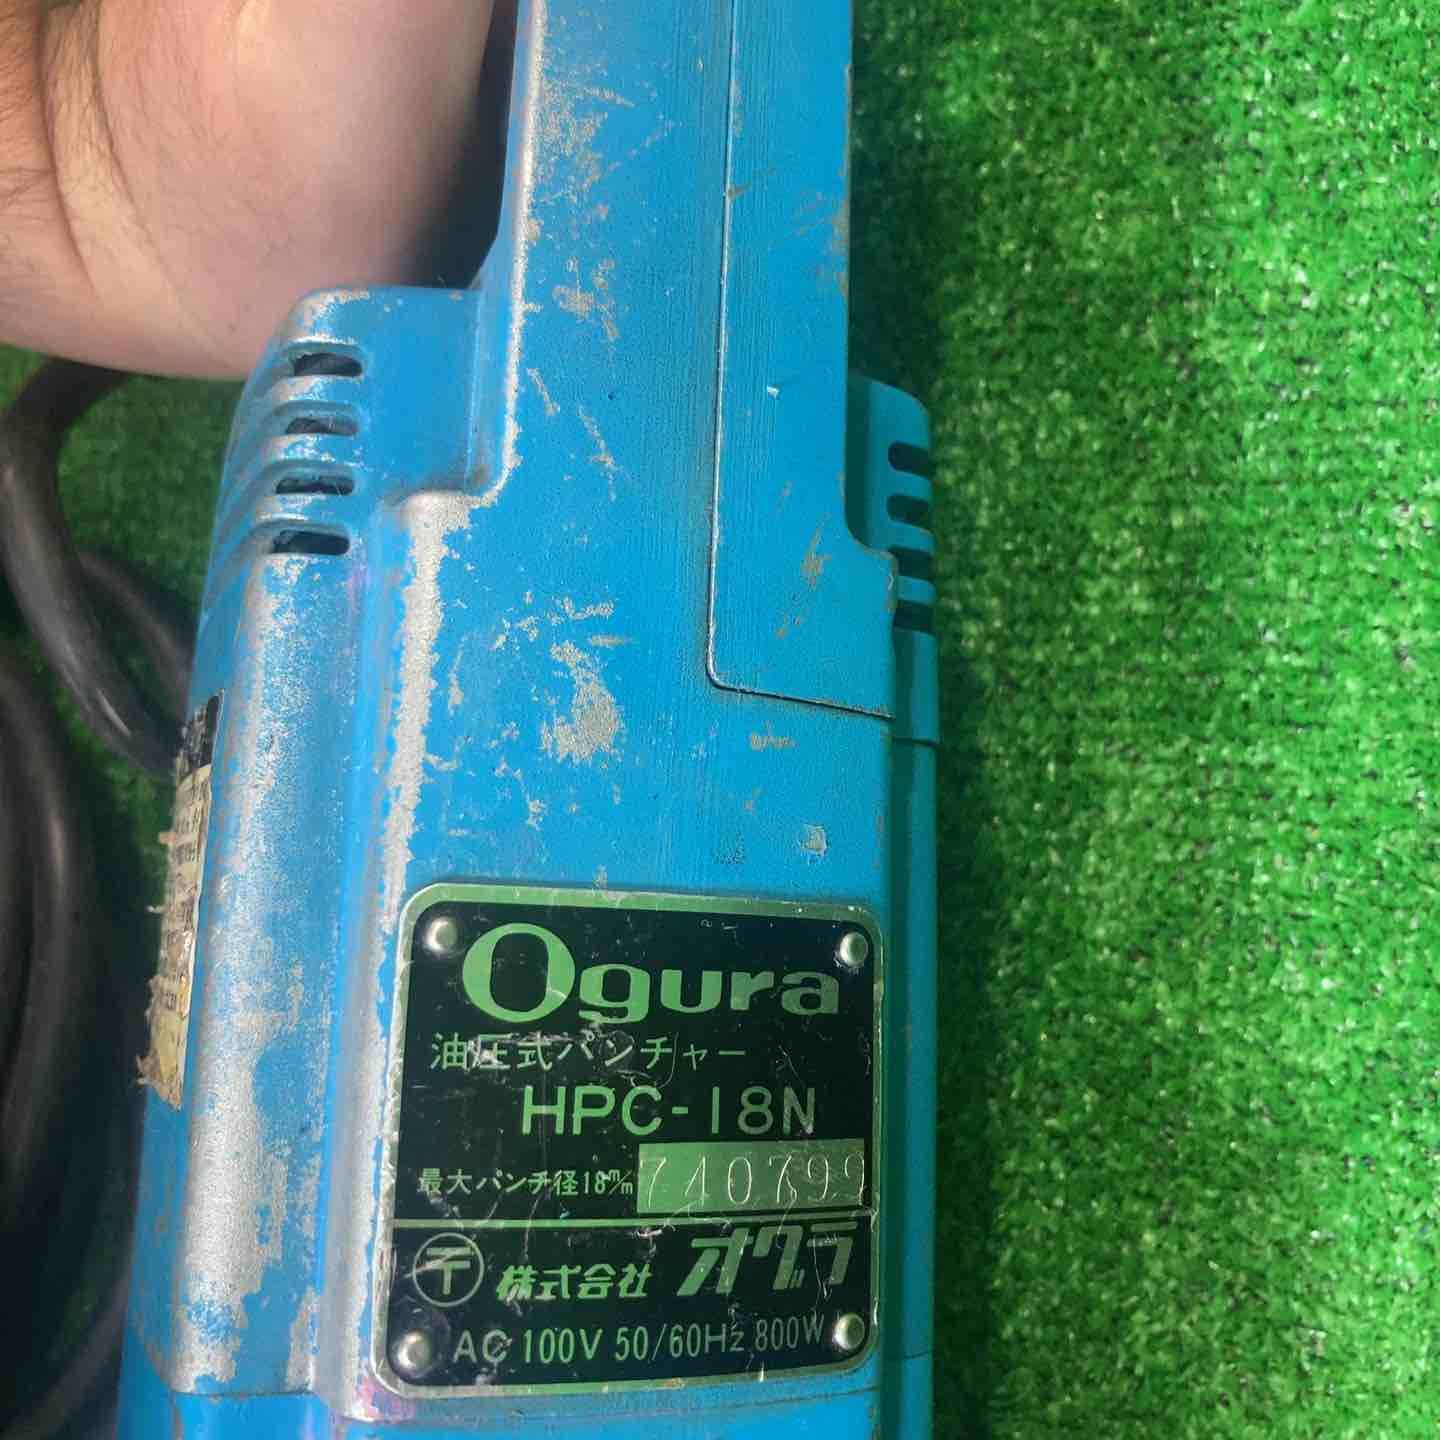 Ogura
油圧式パンチャー
HPC-18N
最大パンチ径18m/m 740799
〒 株式会社 オグラ
AC 100V 50/60Hz 800W